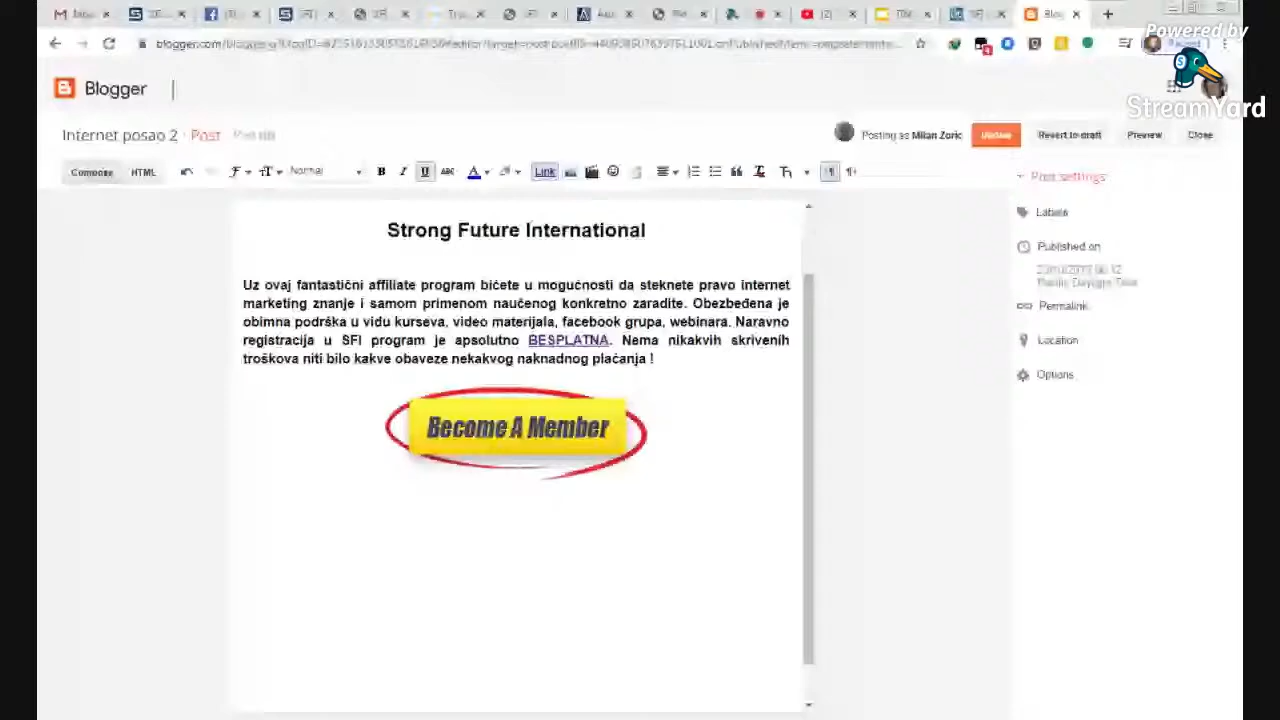 Powered by
StreamYard
Blogger
Internet posao 2 · Post
Posting as Milan Zoric
Update
Revert to draft
Preview
Close
Compose
HTML
Normal
Link
Post settings
Labels
Published on
Pacific Daylight Time
Permalink
Location
Options
Strong Future International
Uz ovaj fantastični affiliate program bićete u mogućnosti da steknete pravo internet
marketing znanje i samom primenom naučenog konkretno zaradite. Obezbeđena je
obimna podrška u vidu kurseva, video materijala, facebook grupa, webinara. Naravno
registracija u SFI program je apsolutno BESPLATNA. Nema nikakvih skrivenih
troškova niti bilo kakve obaveze nekakvog naknadnog plaćanja !
Become A Member